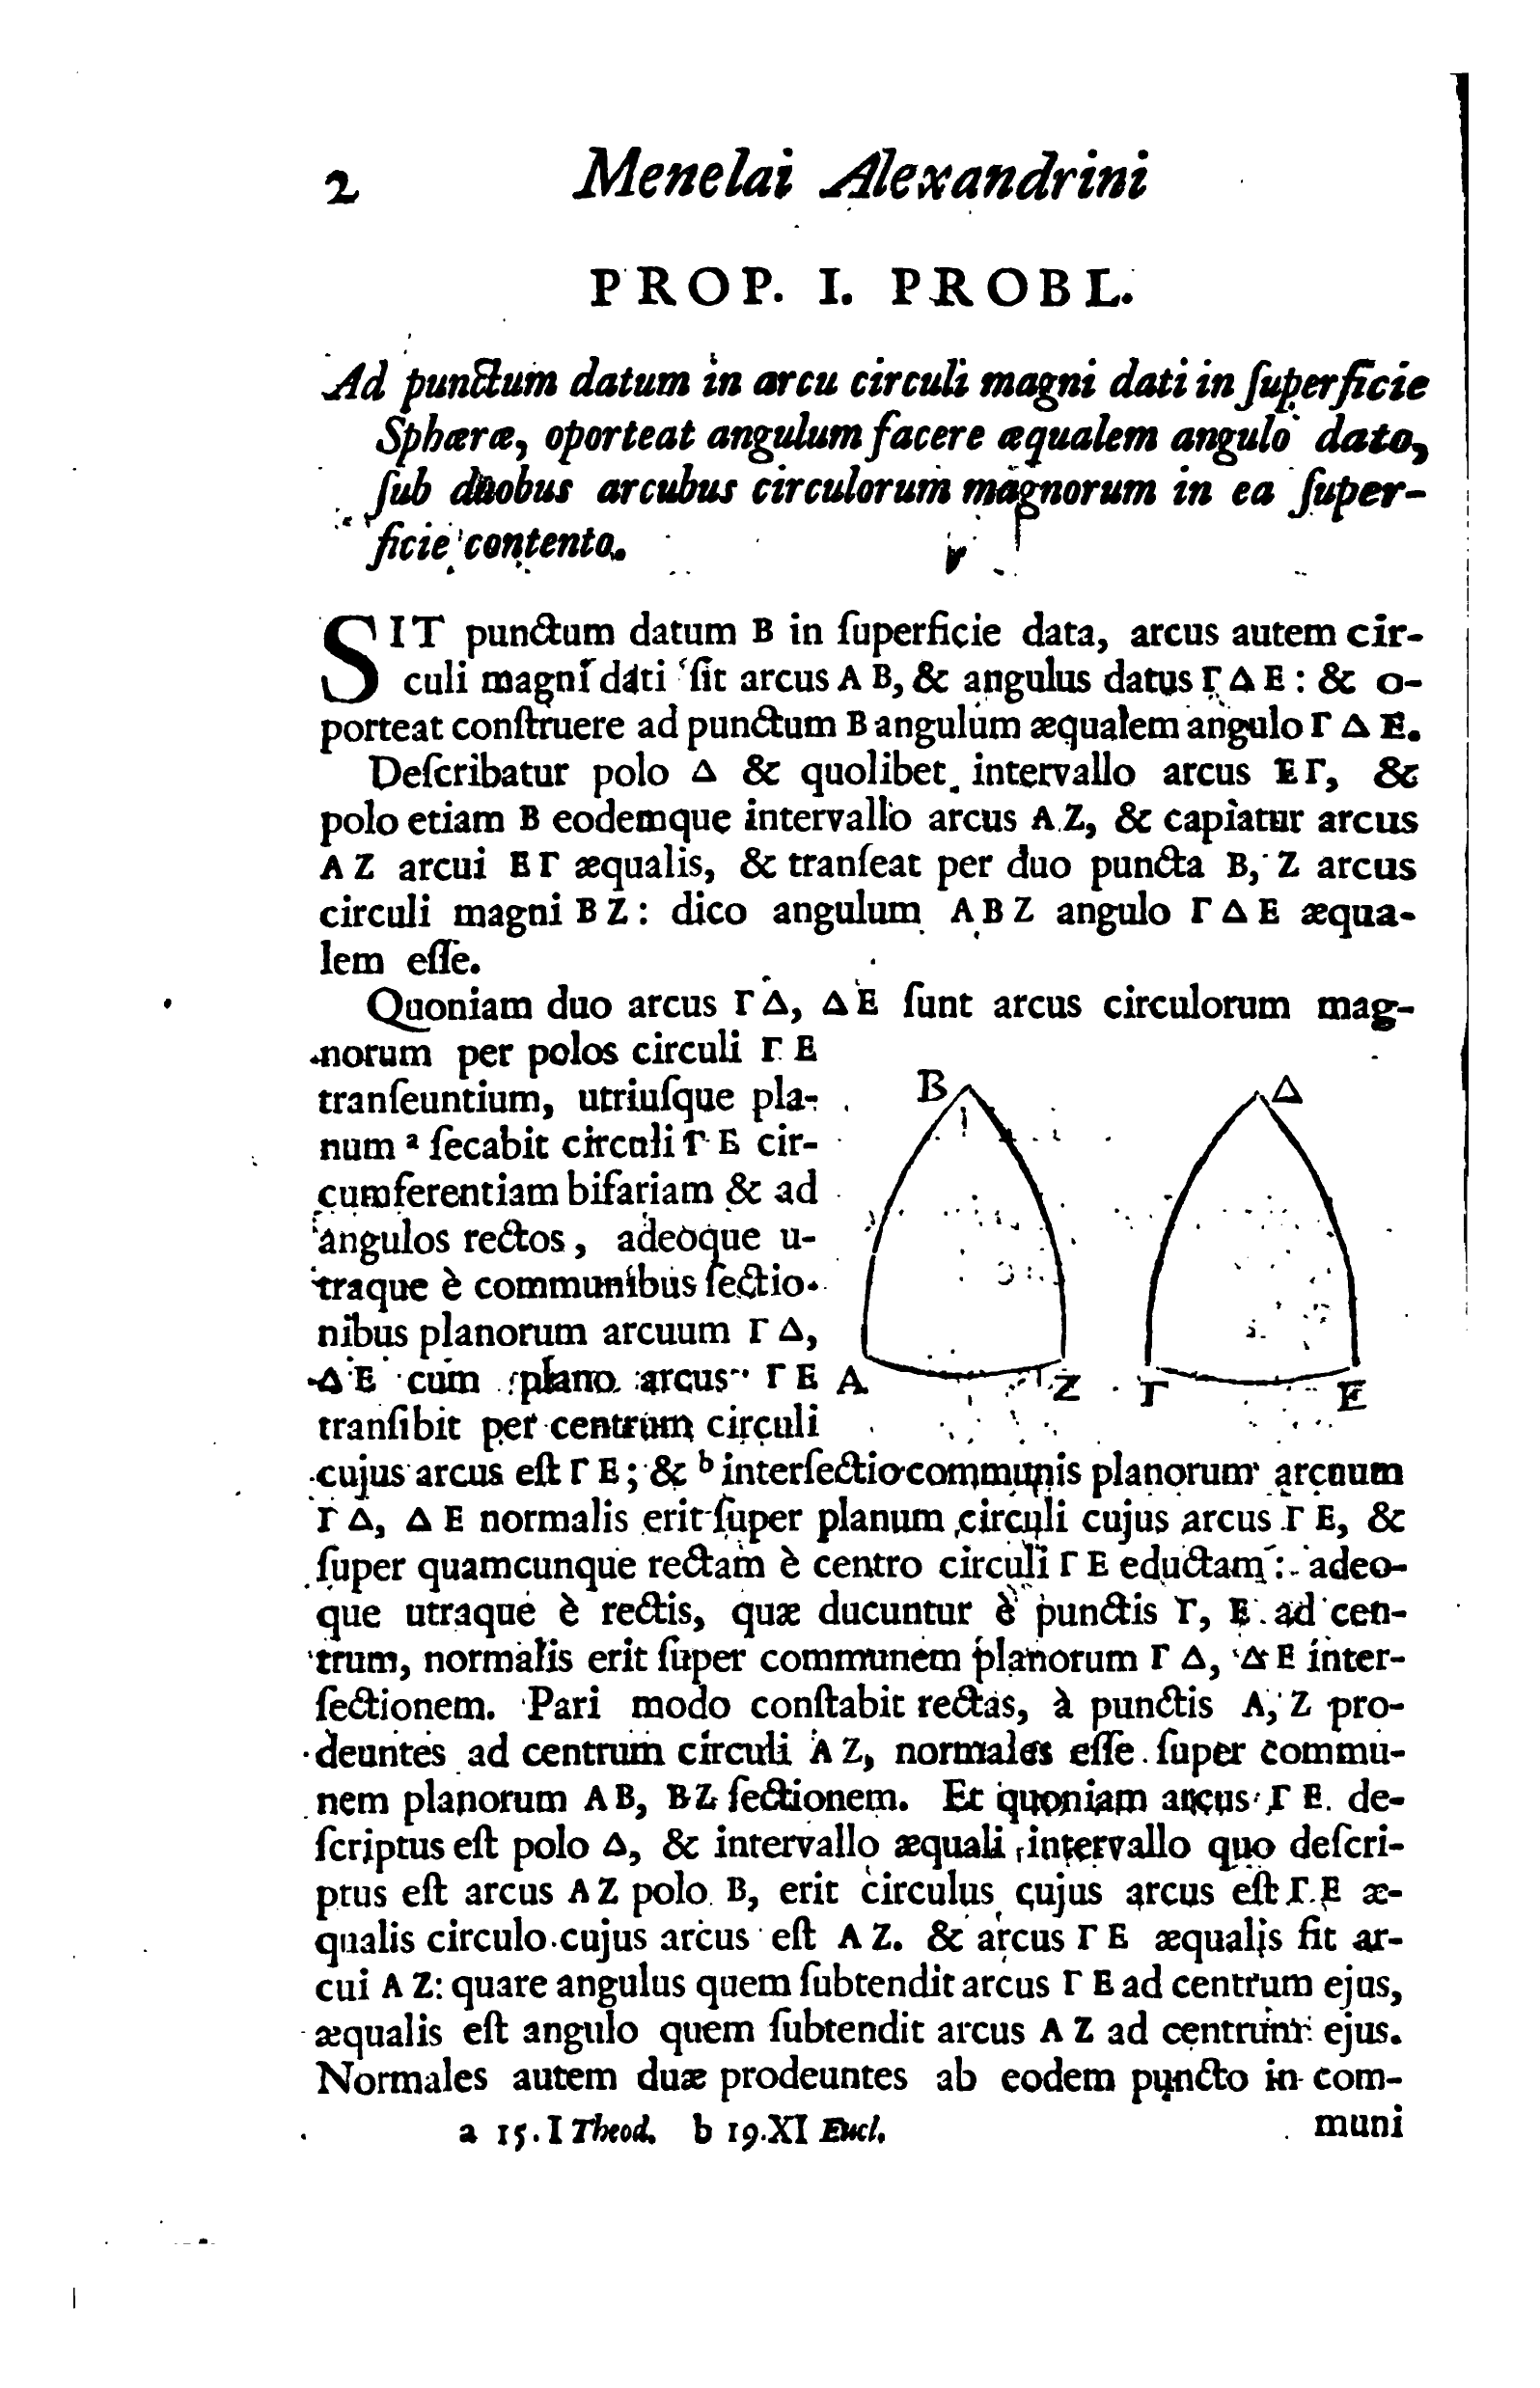 2 Menelai Alexandrini
PROP. I. PROBL.
Ad punctum datum in arcu circuli magni dati in ſuperficie
Sphæræ, oporteat angulum facere æqualem angulo dato,
ſub duobus arcubus circulorum magnorum in ea ſuper-
ficie contento.
SIT punctum datum B in ſuperficie data, arcus autem cir-
culi magni dati ſit arcus A B, & angulus datus Γ Δ E : & o-
porteat conſtruere ad punctum B angulum æqualem angulo Γ Δ E.
Deſcribatur polo Δ & quolibet intervallo arcus E Γ, &
polo etiam B eodemque intervallo arcus A Z, & capiatur arcus
A Z arcui E Γ æqualis, & tranſeat per duo puncta B, Z arcus
circuli magni B Z : dico angulum A B Z angulo Γ Δ E æqua-
lem eſſe.
Quoniam duo arcus Γ Δ, Δ E ſunt arcus circulorum mag-
norum per polos circuli Γ E
tranſeuntium, utriuſque pla-
num a ſecabit circuli Γ E cir-
cumferentiam bifariam & ad
angulos rectos, adeoque u-
traque è communibus ſectio-
nibus planorum arcuum Γ Δ,
Δ E cum plano arcus Γ E
tranſibit per centrum circuli
B Δ
A Z Γ E
cujus arcus eſt Γ E; & b interſectio communis planorum arcuum
Γ Δ, Δ E normalis erit ſuper planum circuli cujus arcus Γ E, &
ſuper quamcunque rectam è centro circuli Γ E eductam : adeo-
que utraque è rectis, quæ ducuntur è punctis Γ, E ad cen-
trum, normalis erit ſuper communem planorum Γ Δ, Δ E inter-
ſectionem. Pari modo conſtabit rectas, à punctis A, Z pro-
deuntes ad centrum circuli A Z, normales eſſe ſuper commu-
nem planorum A B, B Z ſectionem. Et quoniam arcus Γ E de-
ſcriptus eſt polo Δ, & intervallo æquali intervallo quo deſcri-
ptus eſt arcus A Z polo B, erit circulus cujus arcus eſt Γ E æ-
qualis circulo cujus arcus eſt A Z. & arcus Γ E æqualis fit ar-
cui A Z: quare angulus quem ſubtendit arcus Γ E ad centrum ejus,
æqualis eſt angulo quem ſubtendit arcus A Z ad centrum ejus.
Normales autem duæ prodeuntes ab eodem puncto in com-
a 15. I Theod. b 19. XI Eucl. muni